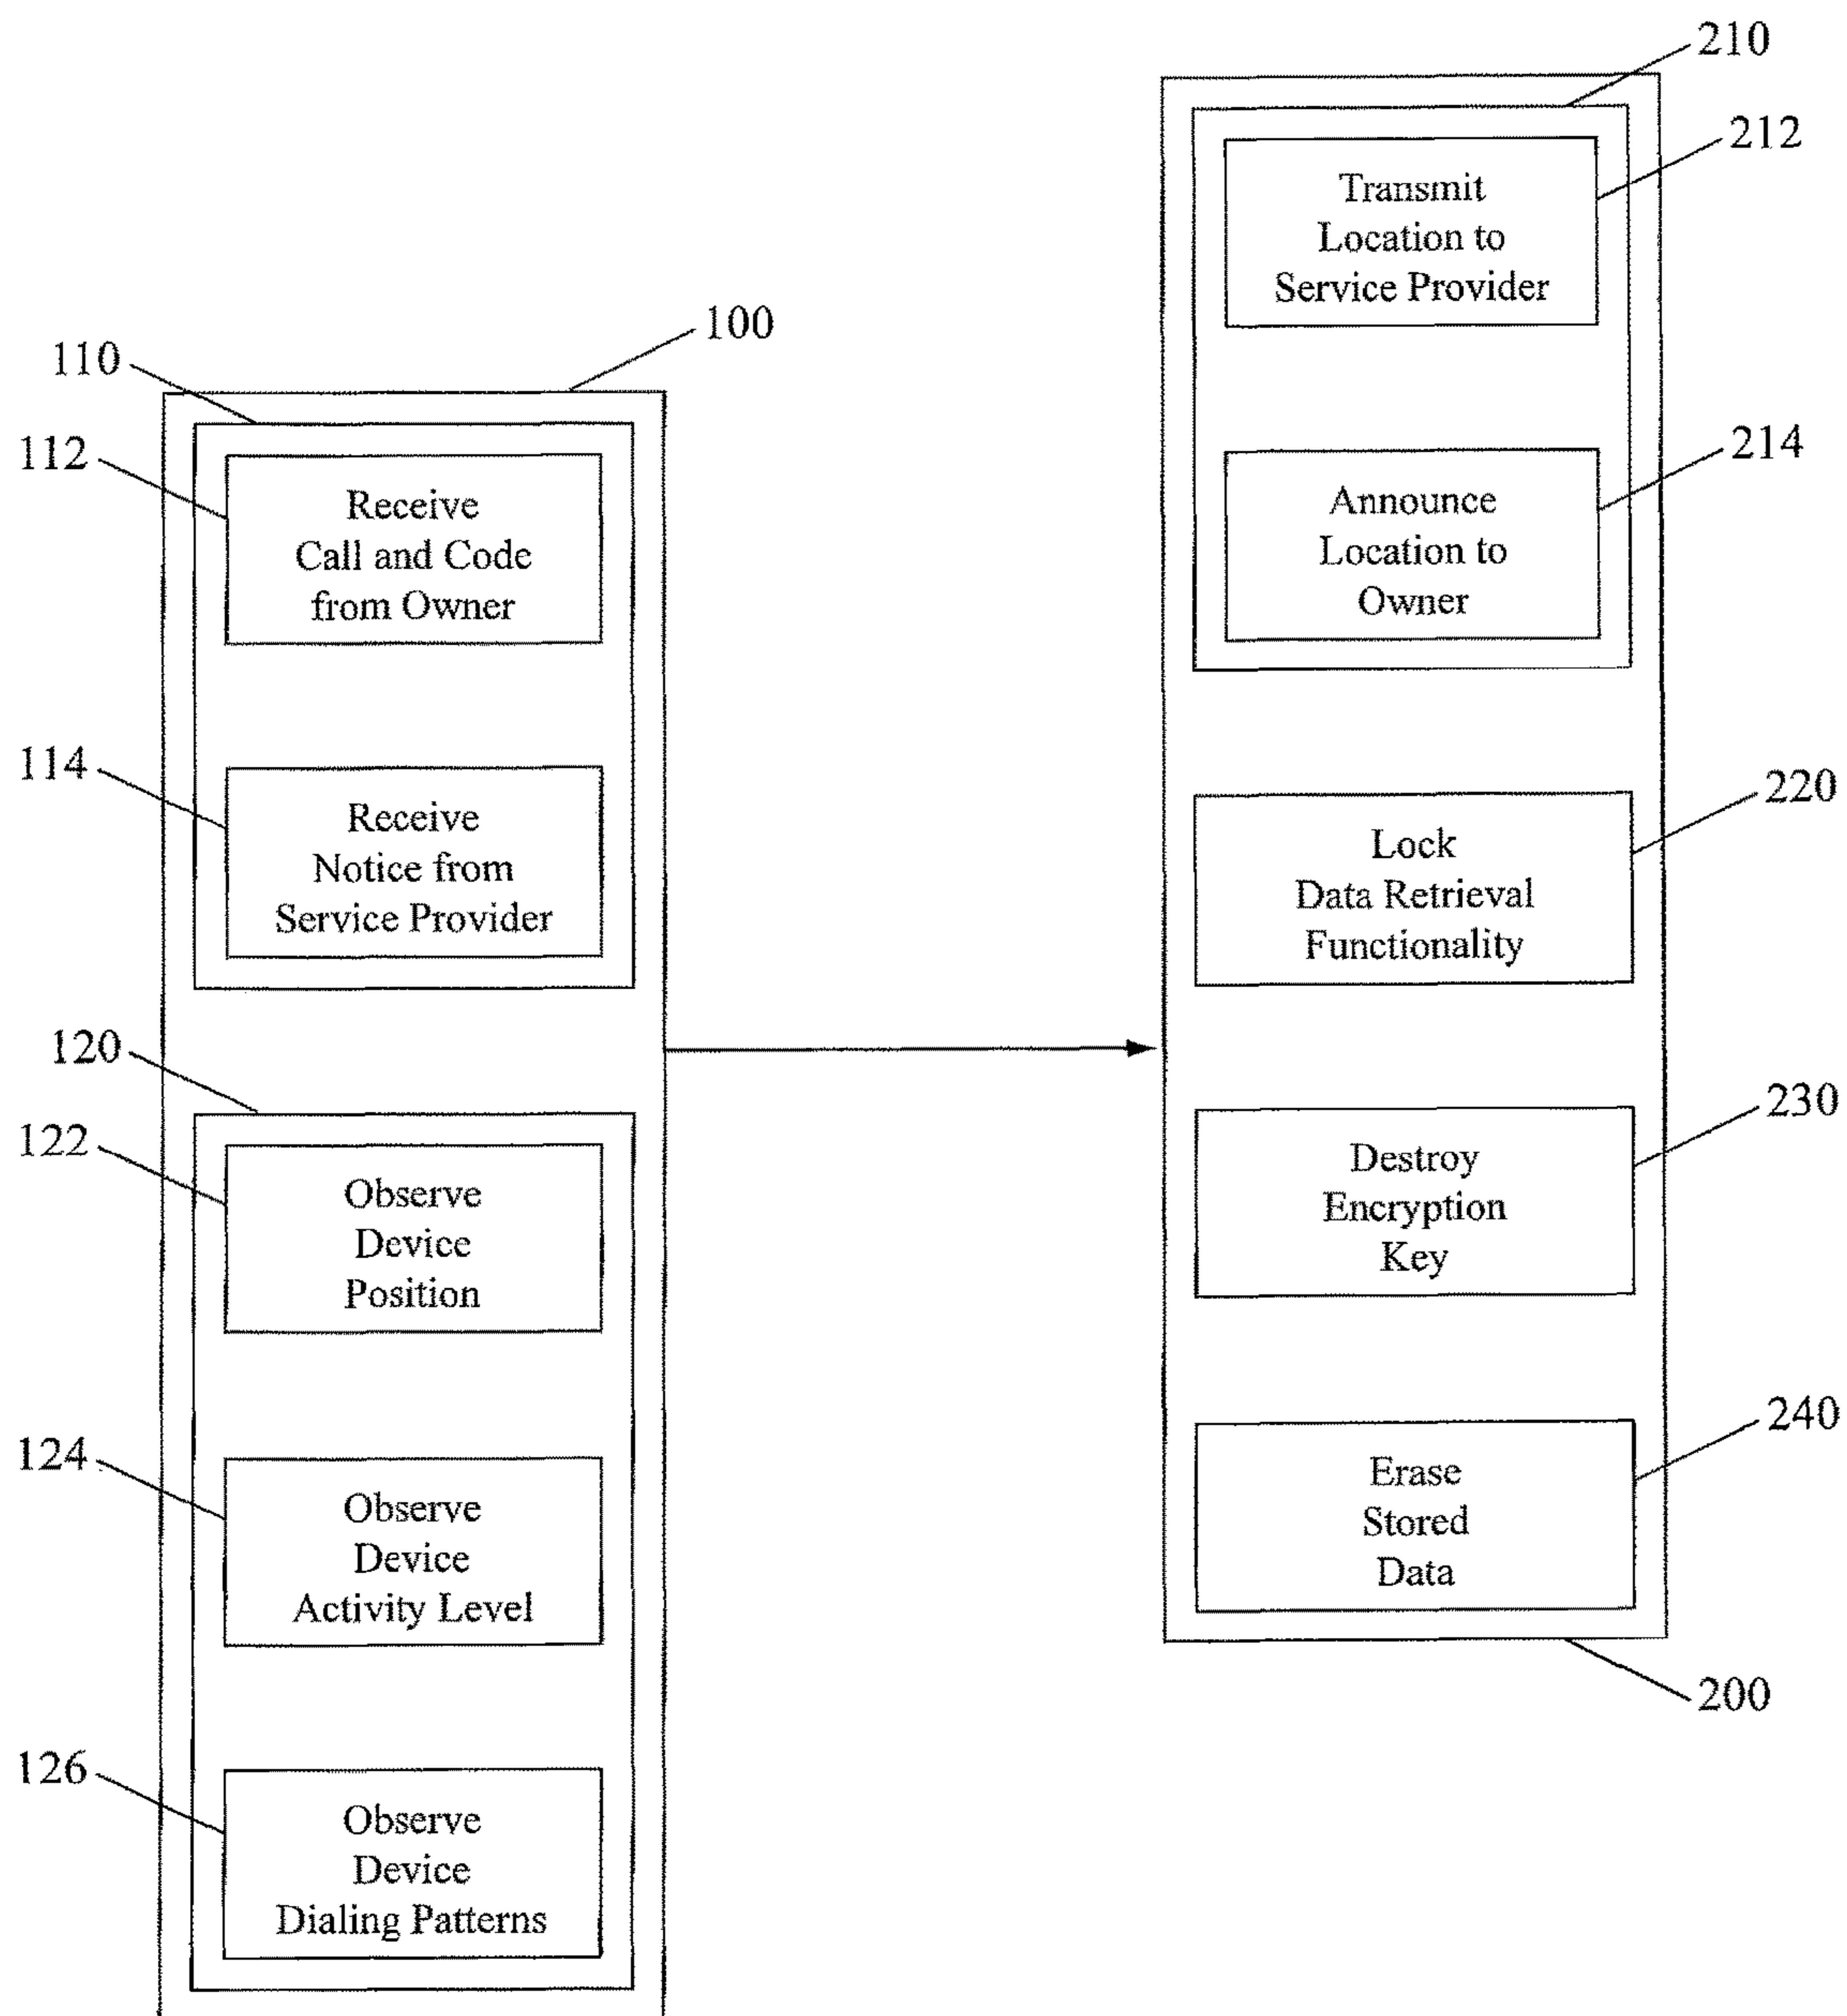 100
110
112
Receive
Call and Code
from Owner
114
Receive
Notice from
Service Provider
120
122
Observe
Device
Position
124
Observe
Device
Activity Level
126
Observe
Device
Dialing Patterns
210
212
Transmit
Location to
Service Provider
214
Announce
Location to
Owner
220
Lock
Data Retrieval
Functionality
230
Destroy
Encryption
Key
240
Erase
Stored
Data
200